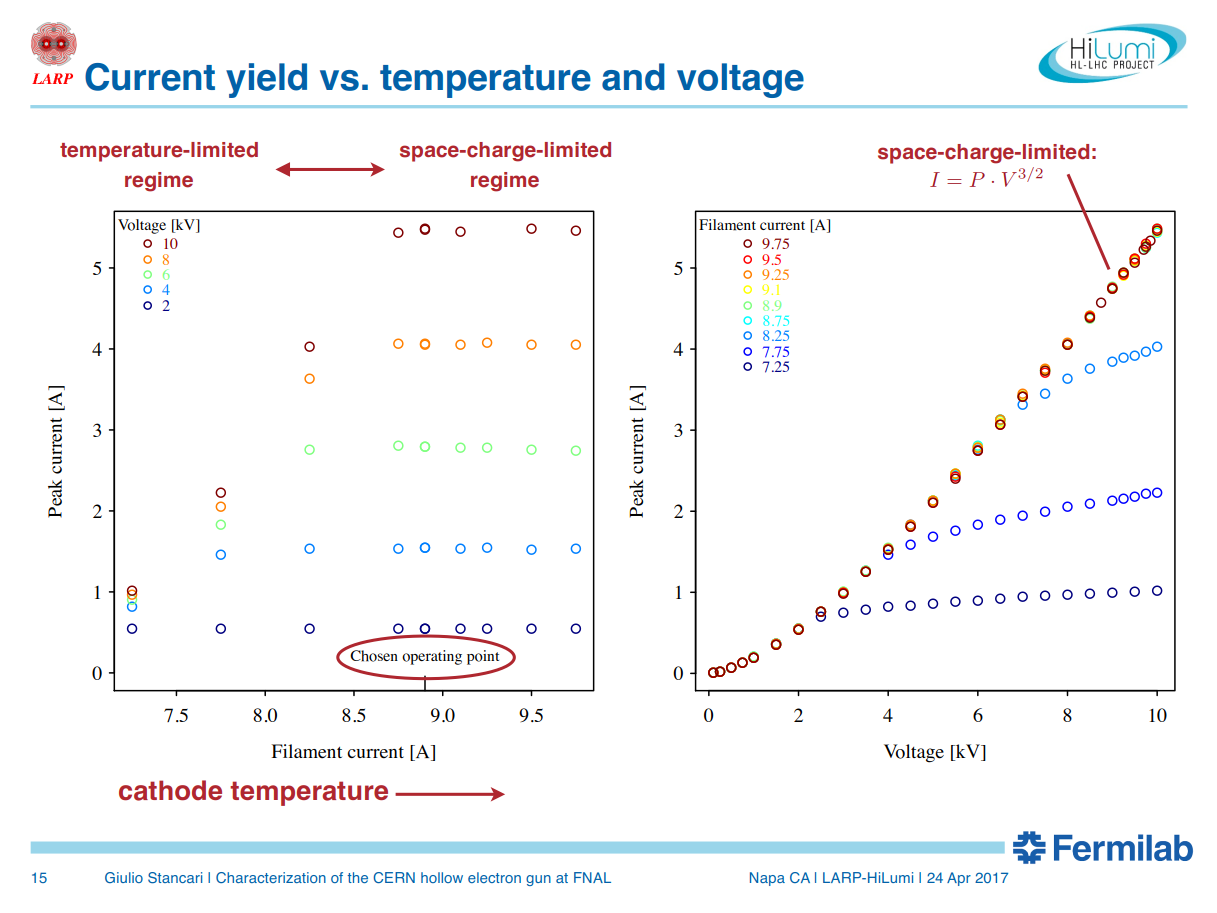 LARP
Current yield vs. temperature and voltage
HiLumi
HL-LHC PROJECT
temperature-limited
regime
space-charge-limited
regime
space-charge-limited:
I = P · V^{3/2}
Voltage [kV]
10
8
6
4
2
5
4
3
2
1
0
Peak current [A]
Chosen operating point
7.5 8.0 8.5 9.0 9.5
Filament current [A]
Filament current [A]
9.75
9.5
9.25
9.1
8.9
8.75
8.25
7.75
7.25
5
4
3
2
1
0
Peak current [A]
0 2 4 6 8 10
Voltage [kV]
cathode temperature
Fermilab
15 Giulio Stancari | Characterization of the CERN hollow electron gun at FNAL Napa CA | LARP-HiLumi | 24 Apr 2017